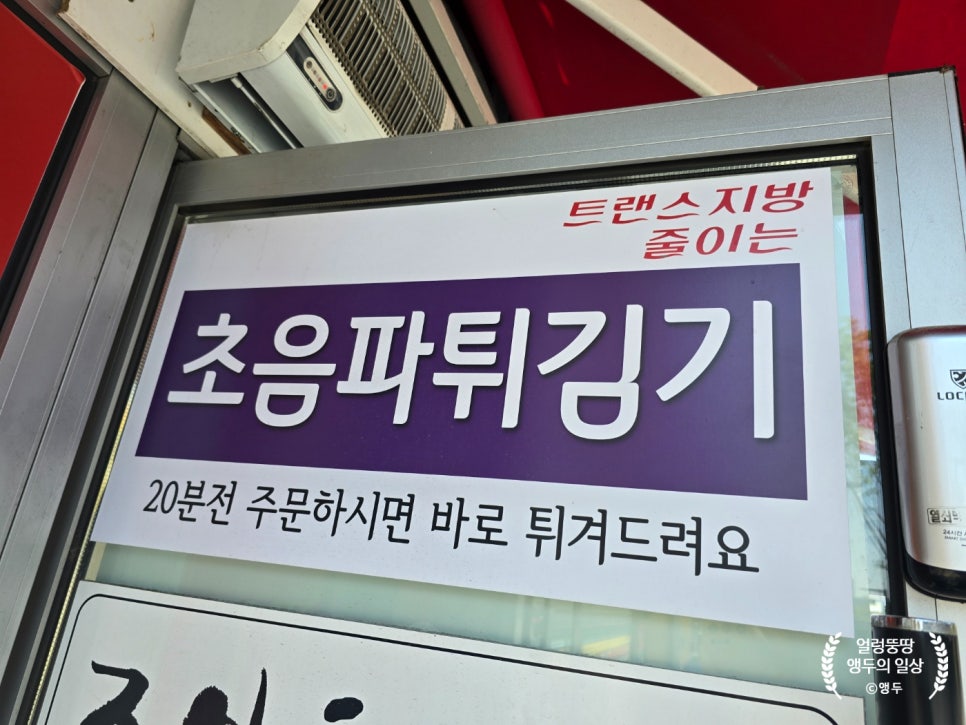 트랜스지방
줄이는
초음파튀김기
20분전 주문하시면 바로 튀겨드려요
얼렁뚱땅
앵두의 일상
©앵두